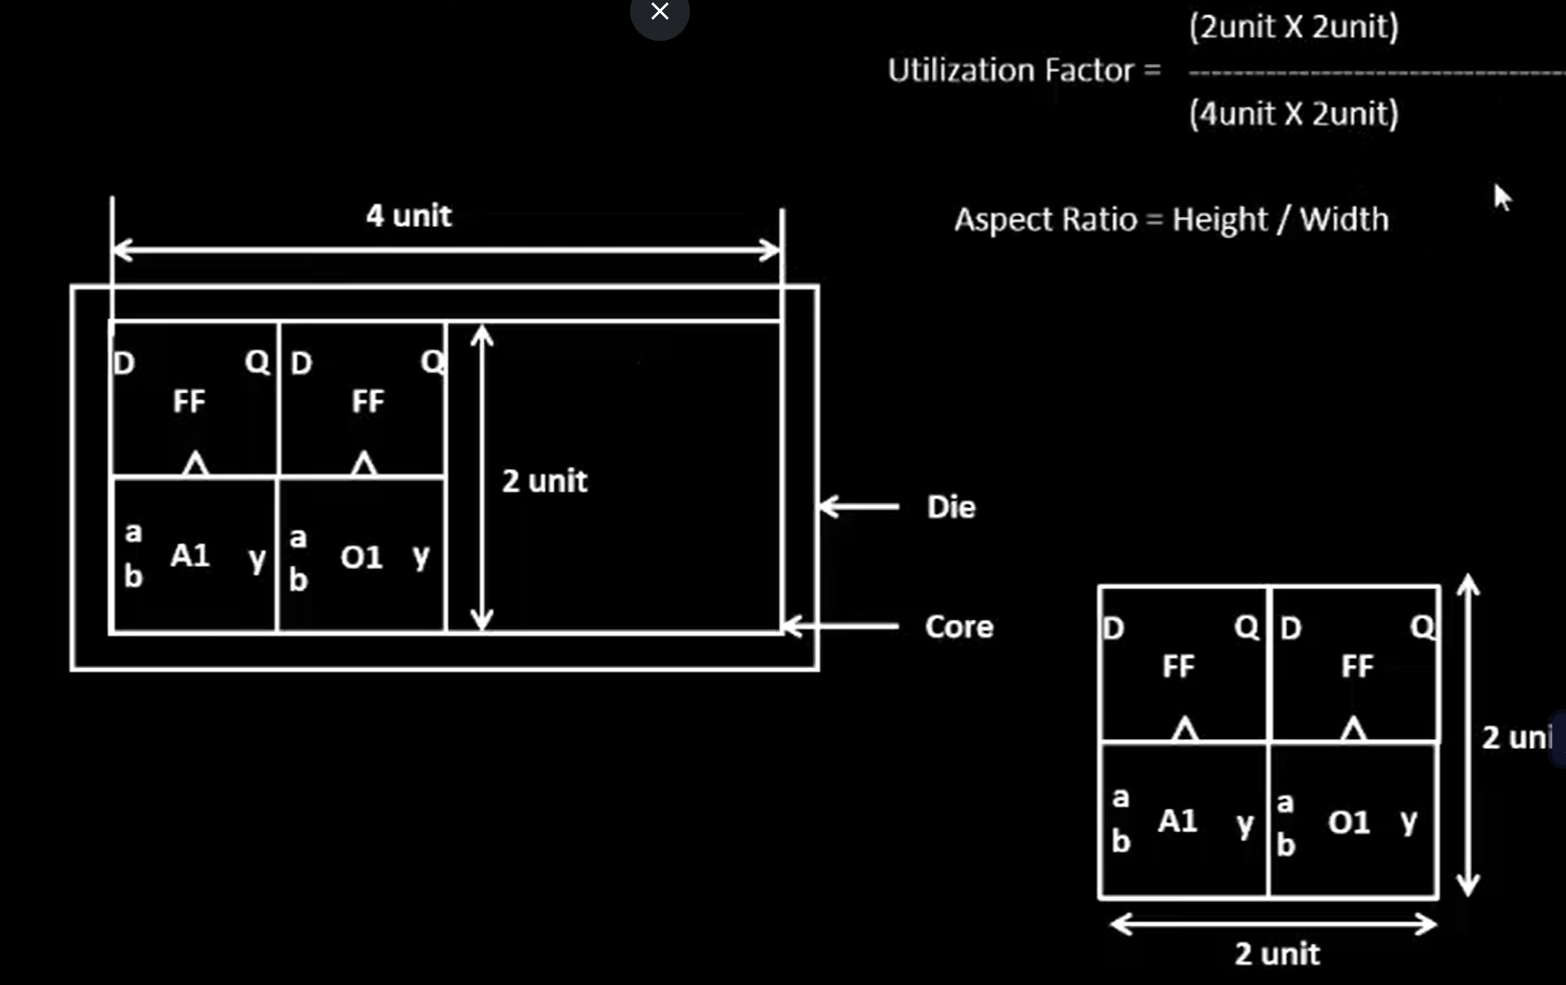 (2unit X 2unit)
Utilization Factor =
(4unit X 2unit)
Aspect Ratio = Height / Width
4 unit
D Q D Q
FF FF
2 unit
a A1 y a O1 y
b b
Die
Core
D Q D Q
FF FF
2 uni
a A1 y a O1 y
b b
2 unit